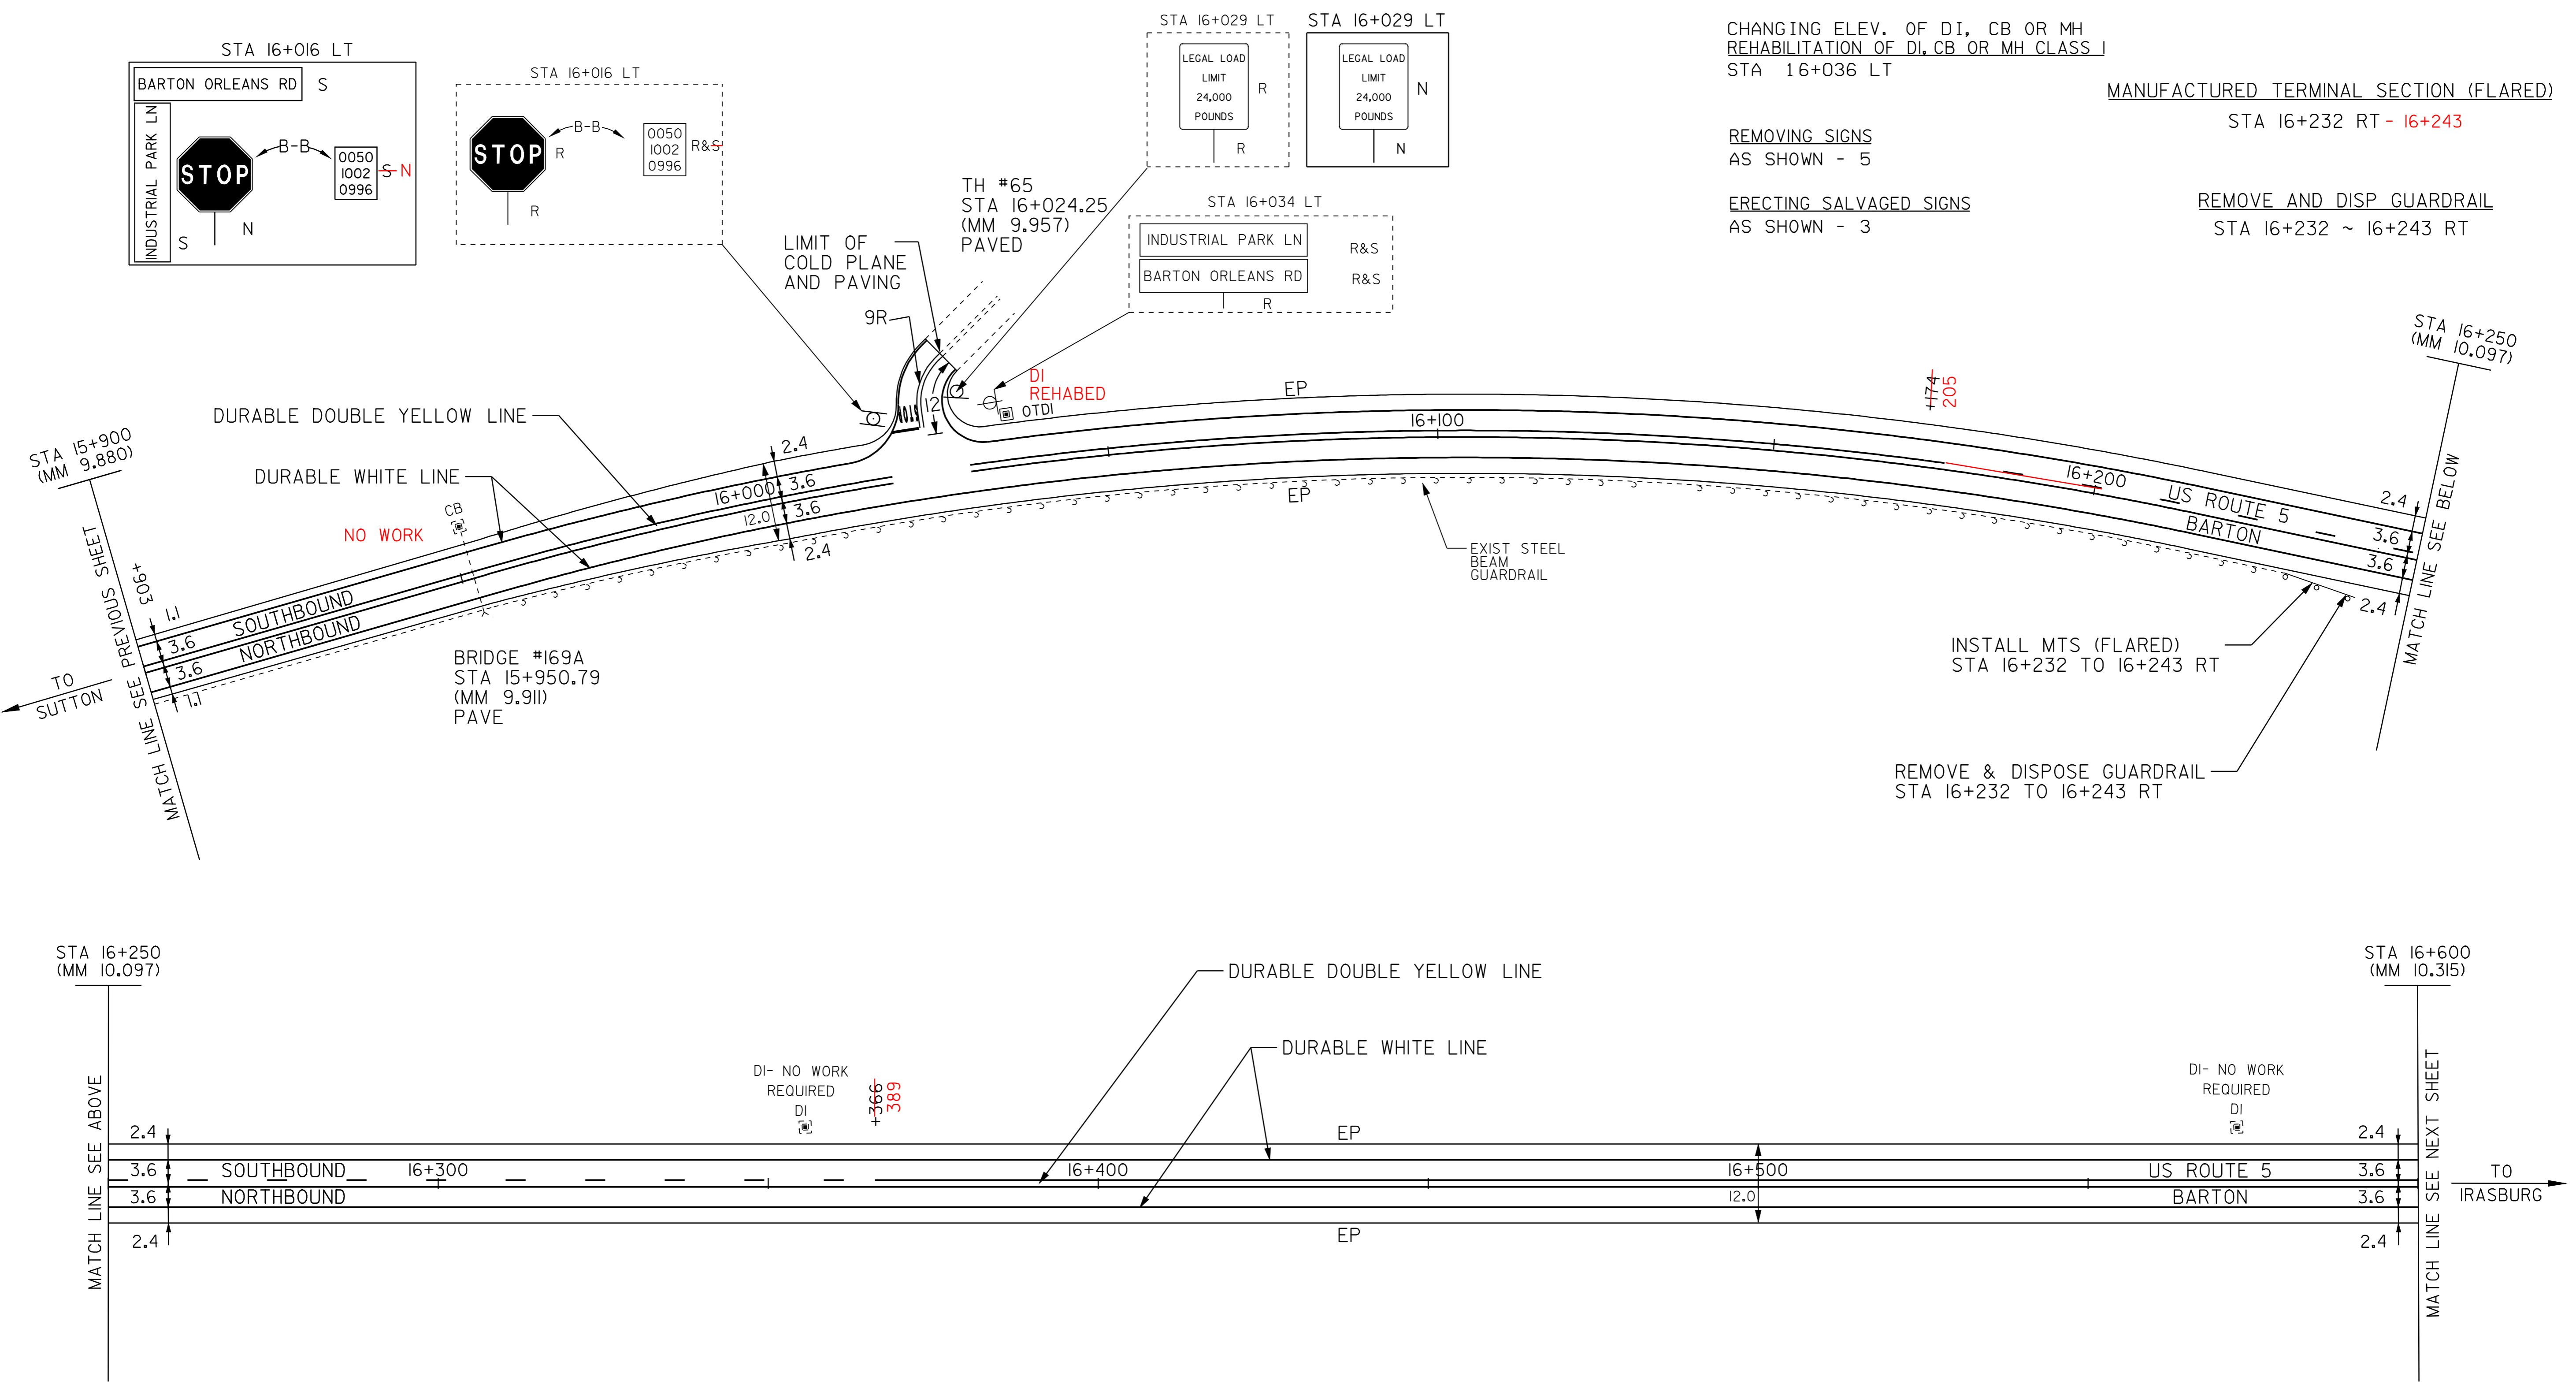 STA 16+016 LT
BARTON ORLEANS RD S
INDUSTRIAL PARK LN
STOP
B-B
0050
1002
0996
S N
S
N
STA 16+016 LT
STOP
R
B-B
0050
1002
0996
R&S
R
STA 16+029 LT
LEGAL LOAD
LIMIT
24,000
POUNDS
R
R
STA 16+029 LT
LEGAL LOAD
LIMIT
24,000
POUNDS
N
N
CHANGING ELEV. OF DI, CB OR MH
REHABILITATION OF DI, CB OR MH CLASS I
STA 16+036 LT
MANUFACTURED TERMINAL SECTION (FLARED)
STA 16+232 RT - 16+243
REMOVING SIGNS
AS SHOWN - 5
ERECTING SALVAGED SIGNS
AS SHOWN - 3
REMOVE AND DISP GUARDRAIL
STA 16+232 ~ 16+243 RT
TH #65
STA 16+024.25
(MM 9.957)
PAVED
STA 16+034 LT
INDUSTRIAL PARK LN R&S
BARTON ORLEANS RD R&S
R
LIMIT OF
COLD PLANE
AND PAVING
9R
STOP
12
DI
REHABED
OTDI
EP
+174
205
STA 16+250
(MM 10.097)
DURABLE DOUBLE YELLOW LINE
DURABLE WHITE LINE
STA 15+900
(MM 9.880)
NO WORK
CB
2.4
16+000
3.6
12.0
3.6
2.4
16+100
EP
EXIST STEEL
BEAM
GUARDRAIL
16+200
US ROUTE 5
BARTON
2.4
3.6
3.6
2.4
MATCH LINE SEE BELOW
MATCH LINE SEE PREVIOUS SHEET
+903
1.1
3.6
3.6
1.1
SOUTHBOUND
NORTHBOUND
TO
SUTTON
BRIDGE #169A
STA 15+950.79
(MM 9.911)
PAVE
INSTALL MTS (FLARED)
STA 16+232 TO 16+243 RT
REMOVE & DISPOSE GUARDRAIL
STA 16+232 TO 16+243 RT
STA 16+250
(MM 10.097)
MATCH LINE SEE ABOVE
DURABLE DOUBLE YELLOW LINE
DURABLE WHITE LINE
DI- NO WORK
REQUIRED
DI
+366
389
DI- NO WORK
REQUIRED
DI
STA 16+600
(MM 10.315)
2.4
3.6
3.6
2.4
SOUTHBOUND
NORTHBOUND
16+300
16+400
EP
EP
16+500
12.0
US ROUTE 5
BARTON
2.4
3.6
3.6
2.4
MATCH LINE SEE NEXT SHEET
TO
IRASBURG